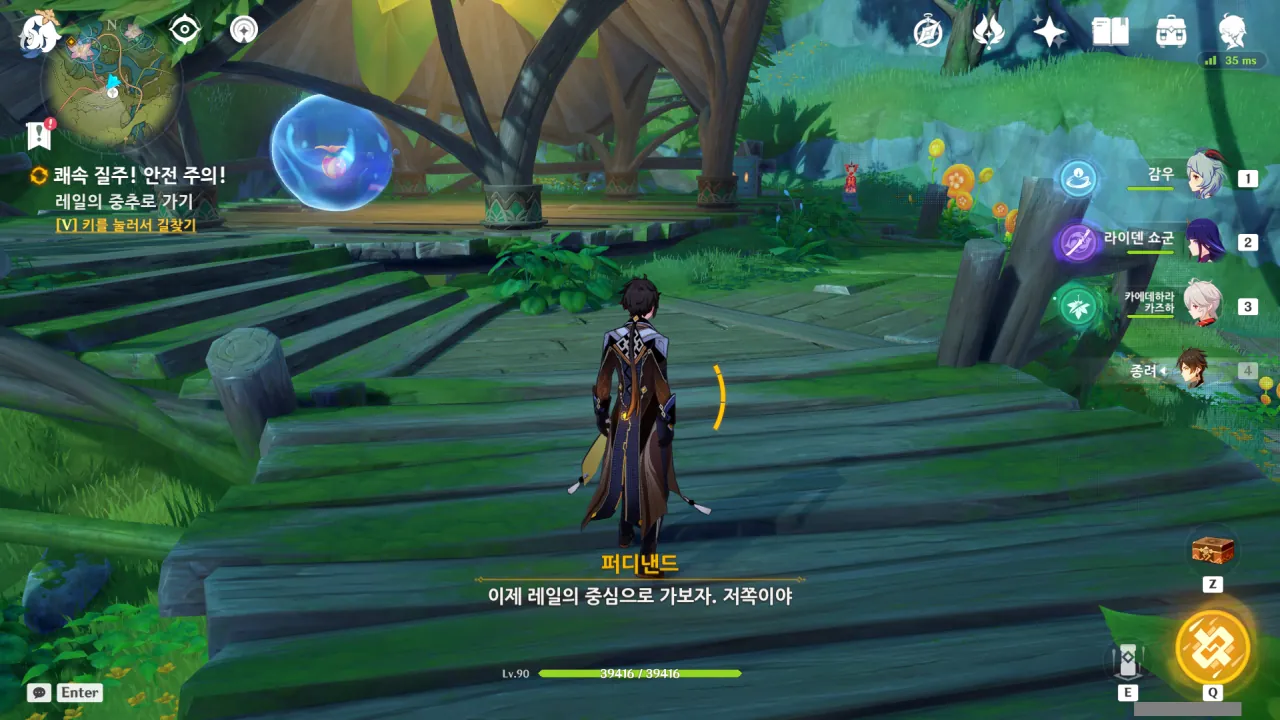 N
35 ms
쾌속 질주! 안전 주의!
레일의 중추로 가기
[V] 키를 눌러서 길찾기
감우
1
라이덴 쇼군
2
카에데하라
카즈하
3
종려
4
퍼디낸드
이제 레일의 중심으로 가보자. 저쪽이야
Z
Lv.90
39416 / 39416
Enter
E
Q